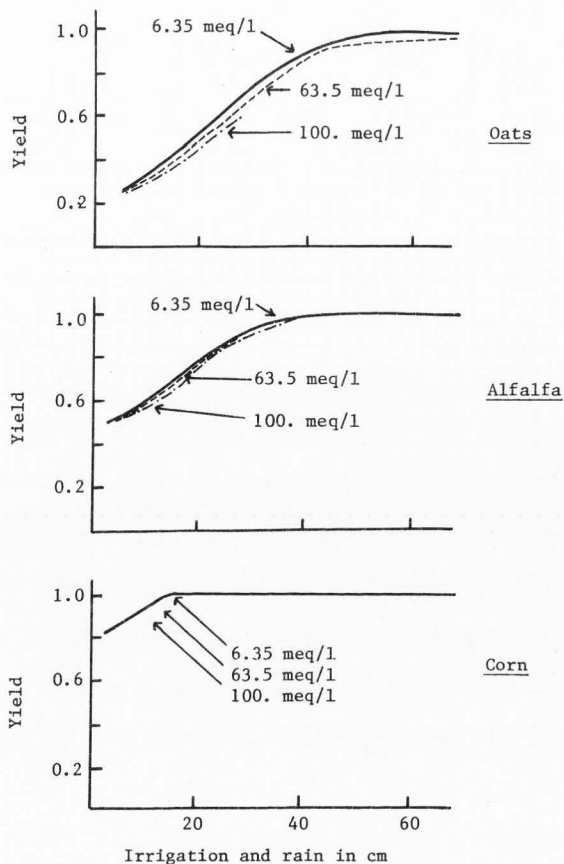 1.0
6.35 meq/l
63.5 meq/l
0.6
100. meq/l
Oats
Yield
0.2
6.35 meq/l
1.0
63.5 meq/l
Alfalfa
0.6
100. meq/l
Yield
0.2
1.0
6.35 meq/l
63.5 meq/l
Corn
0.6
100. meq/l
Yield
0.2
20 40 60
Irrigation and rain in cm